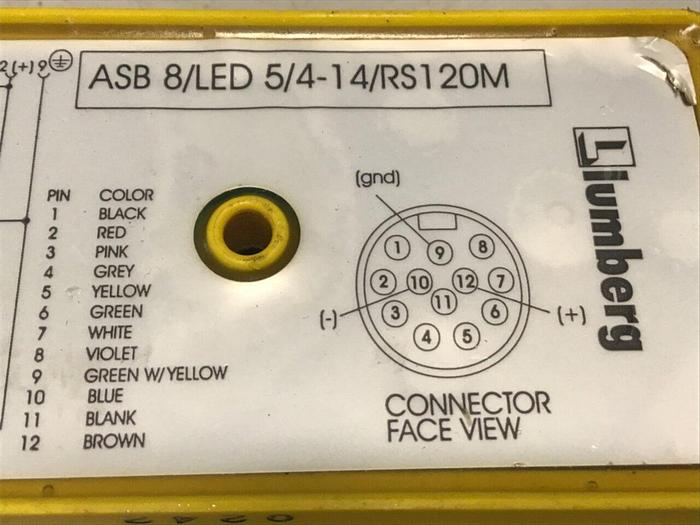 2 (+) 9
ASB 8/LED 5/4-14/RS120M
Lumberg
PIN COLOR
1 BLACK
2 RED
3 PINK
4 GREY
5 YELLOW
6 GREEN
7 WHITE
8 VIOLET
9 GREEN W/YELLOW
10 BLUE
11 BLANK
12 BROWN
(gnd)
1 9 8
2 10 12 7
11
3 6
4 5
(-)
(+)
CONNECTOR
FACE VIEW